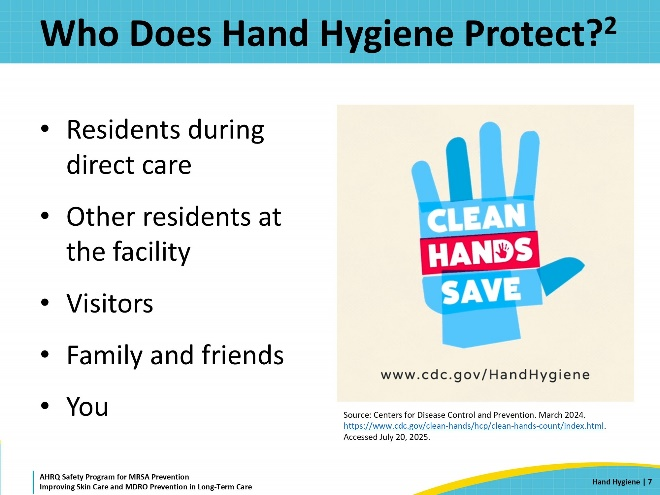 Who Does Hand Hygiene Protect?2
• Residents during
direct care
• Other residents at
the facility
• Visitors
• Family and friends
• You
CLEAN
HANDS
SAVE
www.cdc.gov/HandHygiene
Source: Centers for Disease Control and Prevention. March 2024.
https://www.cdc.gov/clean-hands/hcp/clean-hands-count/index.html.
Accessed July 20, 2025.
AHRQ Safety Program for MRSA Prevention
Improving Skin Care and MDRO Prevention in Long-Term Care
Hand Hygiene | 7